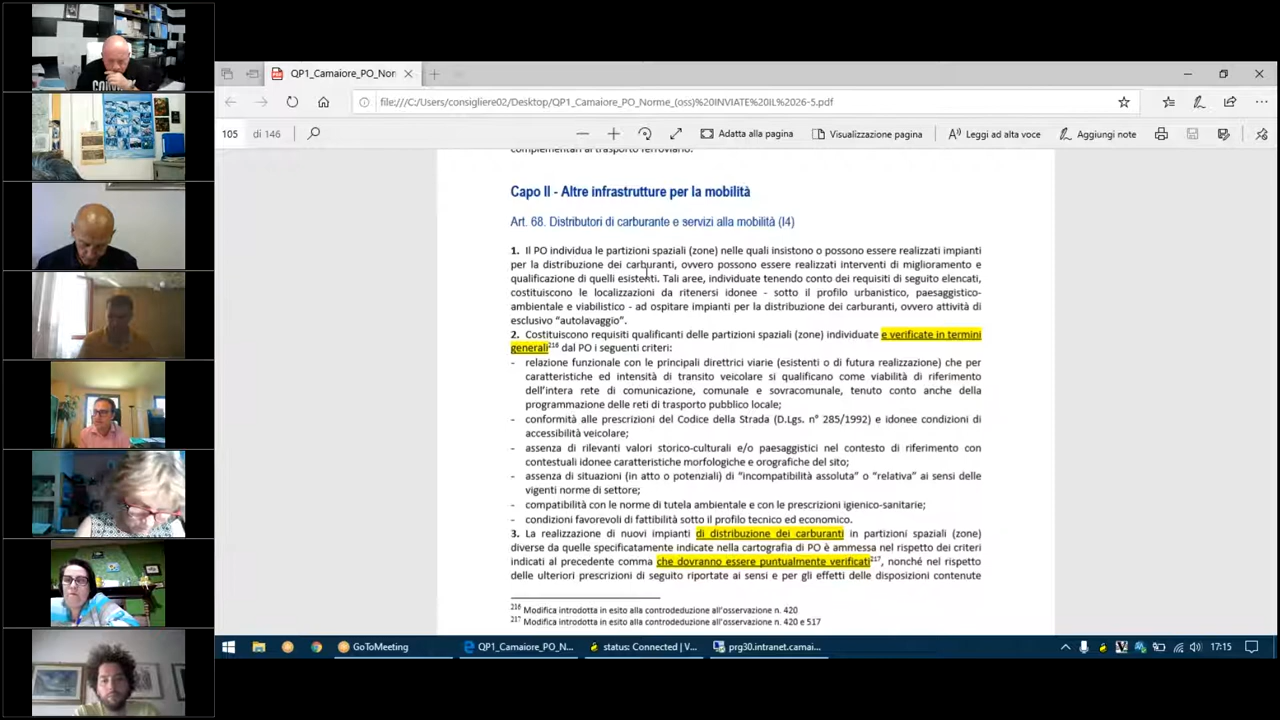 QP1_Camaiore_PO_Norr
file:///C:/Users/consigliere02/Desktop/QP1_Camaiore_PO_Norme_(oss)%20INVIATE%20IL%2026-5.pdf
105 di 146
Adatta alla pagina
Visualizzazione pagina
Leggi ad alta voce
Aggiungi note
complementari al trasporto ferroviario.
Capo II - Altre infrastrutture per la mobilità
Art. 68. Distributori di carburante e servizi alla mobilità (I4)
1. Il PO individua le partizioni spaziali (zone) nelle quali insistono o possono essere realizzati impianti
per la distribuzione dei carburanti, ovvero possono essere realizzati interventi di miglioramento e
qualificazione di quelli esistenti. Tali aree, individuate tenendo conto dei requisiti di seguito elencati,
costituiscono le localizzazioni da ritenersi idonee - sotto il profilo urbanistico, paesaggistico-
ambientale e viabilistico - ad ospitare impianti per la distribuzione dei carburanti, ovvero attività di
esclusivo “autolavaggio”.
2. Costituiscono requisiti qualificanti delle partizioni spaziali (zone) individuate e verificate in termini
generali216 dal PO i seguenti criteri:
- relazione funzionale con le principali direttrici viarie (esistenti o di futura realizzazione) che per
caratteristiche ed intensità di transito veicolare si qualificano come viabilità di riferimento
dell’intera rete di comunicazione, comunale e sovracomunale, tenuto conto anche della
programmazione delle reti di trasporto pubblico locale;
- conformità alle prescrizioni del Codice della Strada (D.Lgs. n° 285/1992) e idonee condizioni di
accessibilità veicolare;
- assenza di rilevanti valori storico-culturali e/o paesaggistici nel contesto di riferimento con
contestuali idonee caratteristiche morfologiche e orografiche del sito;
- assenza di situazioni (in atto o potenziali) di “incompatibilità assoluta” o “relativa” ai sensi delle
vigenti norme di settore;
- compatibilità con le norme di tutela ambientale e con le prescrizioni igienico-sanitarie;
- condizioni favorevoli di fattibilità sotto il profilo tecnico ed economico.
3. La realizzazione di nuovi impianti di distribuzione dei carburanti in partizioni spaziali (zone)
diverse da quelle specificatamente indicate nella cartografia di PO è ammessa nel rispetto dei criteri
indicati al precedente comma che dovranno essere puntualmente verificati217, nonché nel rispetto
delle ulteriori prescrizioni di seguito riportate ai sensi e per gli effetti delle disposizioni contenute
216 Modifica introdotta in esito alla controdeduzione all’osservazione n. 420
217 Modifica introdotta in esito alla controdeduzione all’osservazione n. 420 e 517
GoToMeeting
QP1_Camaiore_PO_N...
status: Connected | V...
prg30.intranet.camai...
17:15